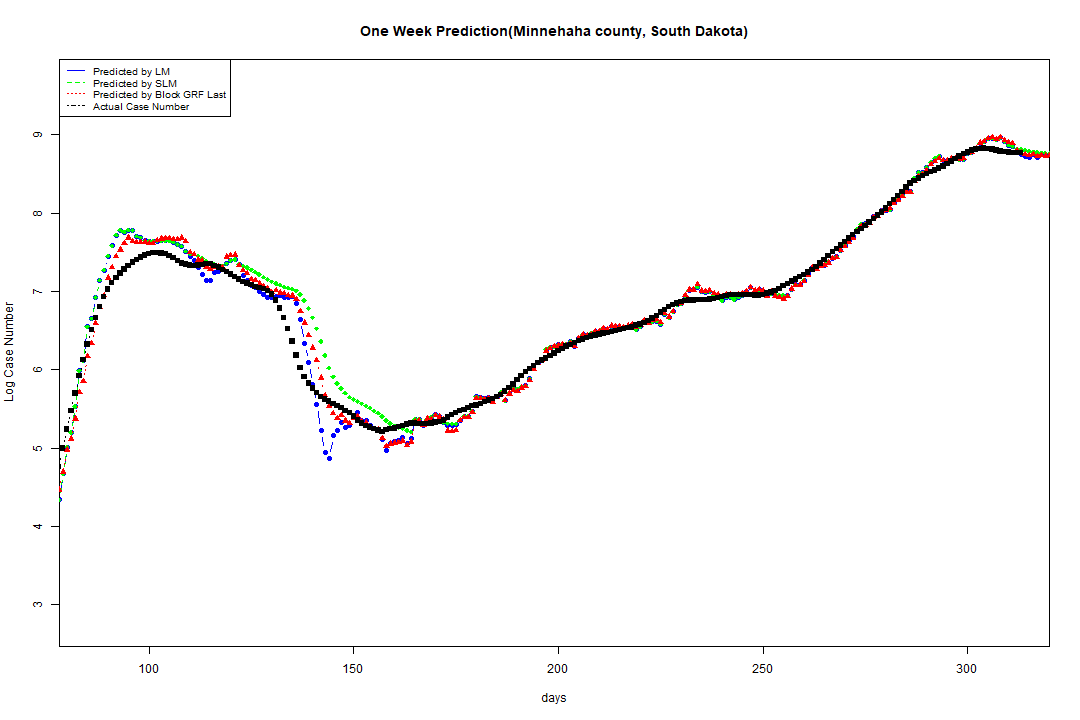 One Week Prediction(Minnehaha county, South Dakota)
Predicted by LM
Predicted by SLM
Predicted by Block GRF Last
Actual Case Number
Log Case Number
9
8
7
6
5
4
3
100 150 200 250 300
days